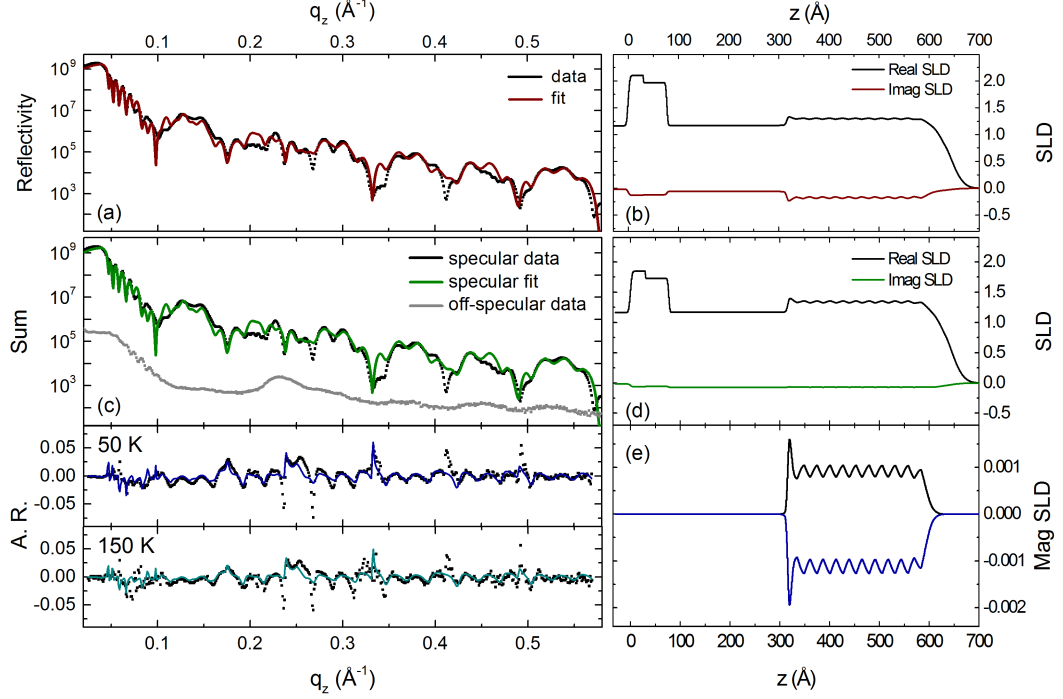 q_z (Å⁻¹)
0.1 0.2 0.3 0.4 0.5
Reflectivity
10⁹
10⁷
10⁵
10³
data
fit
(a)
z (Å)
0 100 200 300 400 500 600 700
Real SLD
Imag SLD
2.0
1.5
1.0
0.5
0.0
-0.5
SLD
(b)
Sum
10⁹
10⁷
10⁵
10³
specular data
specular fit
off-specular data
(c)
Real SLD
Imag SLD
2.0
1.5
1.0
0.5
0.0
-0.5
SLD
(d)
A. R.
0.05
0.00
-0.05
50 K
0.05
0.00
-0.05
150 K
0.1 0.2 0.3 0.4 0.5
q_z (Å⁻¹)
(e)
0.001
0.000
-0.001
-0.002
Mag SLD
0 100 200 300 400 500 600 700
z (Å)